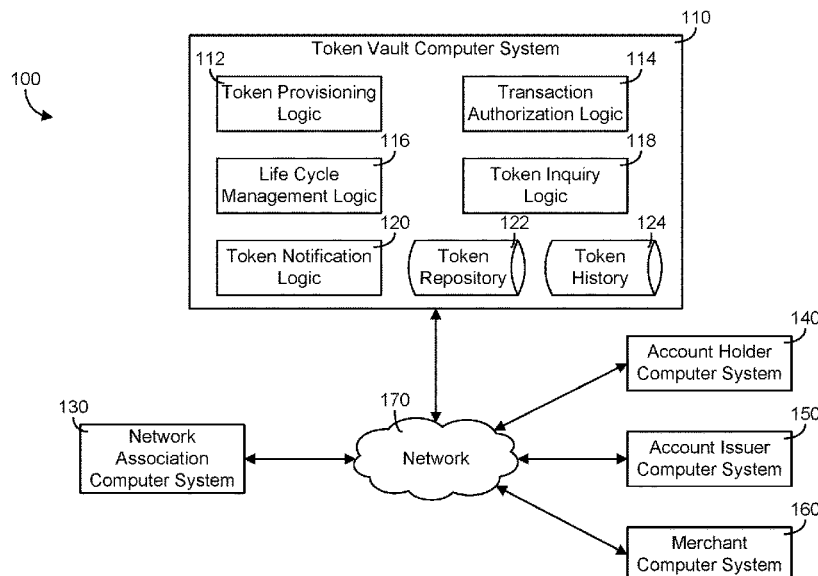 110
Token Vault Computer System
100
112
Token Provisioning
Logic
114
Transaction
Authorization Logic
116
Life Cycle
Management Logic
118
Token Inquiry
Logic
120
Token Notification
Logic
122
Token
Repository
124
Token
History
140
Account Holder
Computer System
130
Network
Association
Computer System
170
Network
150
Account Issuer
Computer System
160
Merchant
Computer System